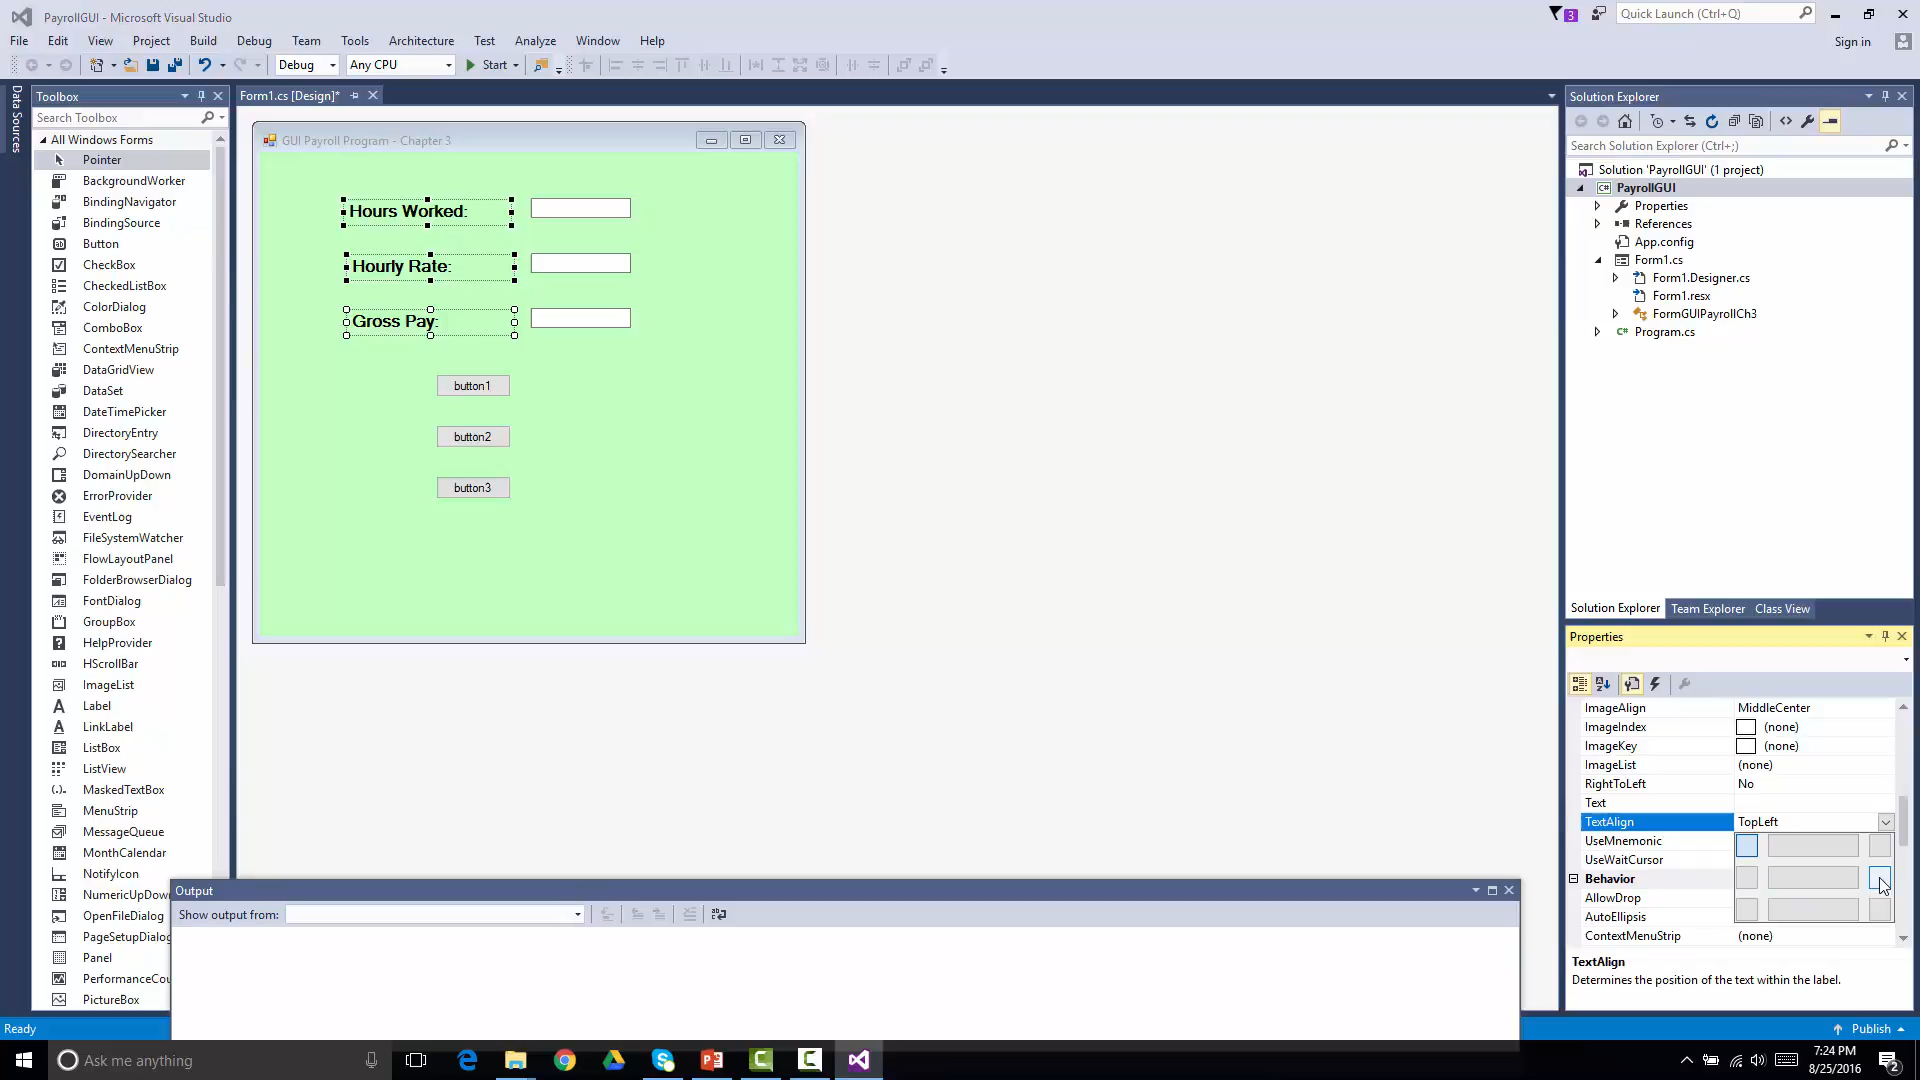 PayrollGUI - Microsoft Visual Studio
3
Quick Launch (Ctrl+Q)
File Edit View Project Build Debug Team Tools Architecture Test Analyze Window Help
Sign in
Debug Any CPU Start
Data Sources
Toolbox
Search Toolbox
All Windows Forms
Pointer
BackgroundWorker
BindingNavigator
BindingSource
Button
CheckBox
CheckedListBox
ColorDialog
ComboBox
ContextMenuStrip
DataGridView
DataSet
DateTimePicker
DirectoryEntry
DirectorySearcher
DomainUpDown
ErrorProvider
EventLog
FileSystemWatcher
FlowLayoutPanel
FolderBrowserDialog
FontDialog
GroupBox
HelpProvider
HScrollBar
ImageList
Label
LinkLabel
ListBox
ListView
MaskedTextBox
MenuStrip
MessageQueue
MonthCalendar
NotifyIcon
NumericUpDow
OpenFileDialog
PageSetupDialog
Panel
PerformanceCou
PictureBox
Form1.cs [Design]*
GUI Payroll Program - Chapter 3
Hours Worked:
Hourly Rate:
Gross Pay:
button1
button2
button3
Output
Show output from:
Solution Explorer
Search Solution Explorer (Ctrl+;)
Solution 'PayrollGUI' (1 project)
PayrollGUI
Properties
References
App.config
Form1.cs
Form1.Designer.cs
Form1.resx
FormGUIPayrollCh3
Program.cs
Solution Explorer Team Explorer Class View
Properties
ImageAlign MiddleCenter
ImageIndex (none)
ImageKey (none)
ImageList (none)
RightToLeft No
Text
TextAlign TopLeft
UseMnemonic
UseWaitCursor
Behavior
AllowDrop
AutoEllipsis
ContextMenuStrip (none)
TextAlign
Determines the position of the text within the label.
Ready
Publish
Ask me anything
7:24 PM
8/25/2016
2